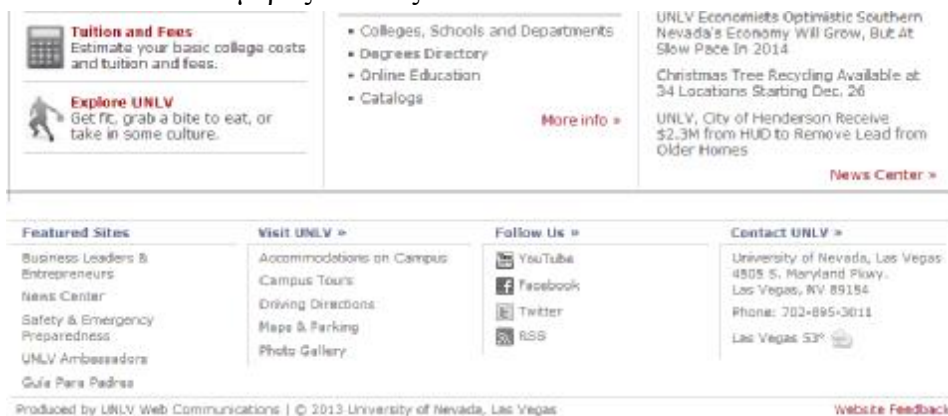 Tuition and Fees
Estimate your basic college costs
and tuition and fees.
Explore UNLV
Get fit, grab a bite to eat, or
take in some culture.
• Colleges, Schools and Departments
• Degrees Directory
• Online Education
• Catalogs
More info »
UNLV Economists Optimistic Southern
Nevada's Economy Will Grow, But At
Slow Pace In 2014
Christmas Tree Recycling Available at
34 Locations Starting Dec. 26
UNLV, City of Henderson Receive
$2.3M from HUD to Remove Lead from
Older Homes
News Center »
Featured Sites
Business Leaders &
Entrepreneurs
News Center
Safety & Emergency
Preparedness
UNLV Ambassadors
Guía Para Padres
Visit UNLV »
Accommodations on Campus
Campus Tours
Driving Directions
Maps & Parking
Photo Gallery
Follow Us »
YouTube
Facebook
Twitter
RSS
Contact UNLV »
University of Nevada, Las Vegas
4505 S. Maryland Pkwy.
Las Vegas, NV 89154
Phone: 702-895-3011
Las Vegas 53°
Produced by UNLV Web Communications | © 2013 University of Nevada, Las Vegas
Website Feedback